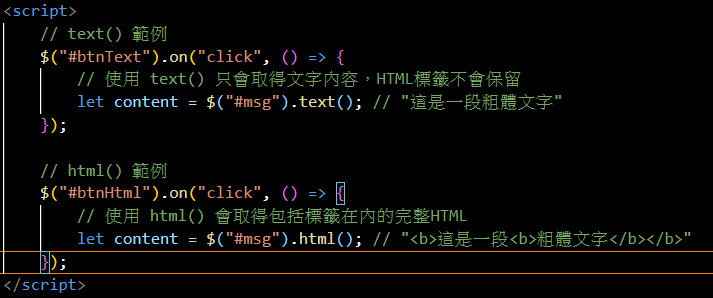 <script>
// text() 範例
$("#btnText").on("click", () => {
// 使用 text() 只會取得文字內容，HTML標籤不會保留
let content = $("#msg").text(); // "這是一段粗體文字"
});
// html() 範例
$("#btnHtml").on("click", () => {
// 使用 html() 會取得包括標籤在內的完整HTML
let content = $("#msg").html(); // "<b>這是一段<b>粗體文字</b></b>"
});
</script>